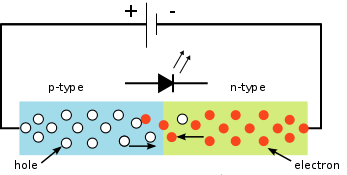 + -
p-type n-type
hole electron